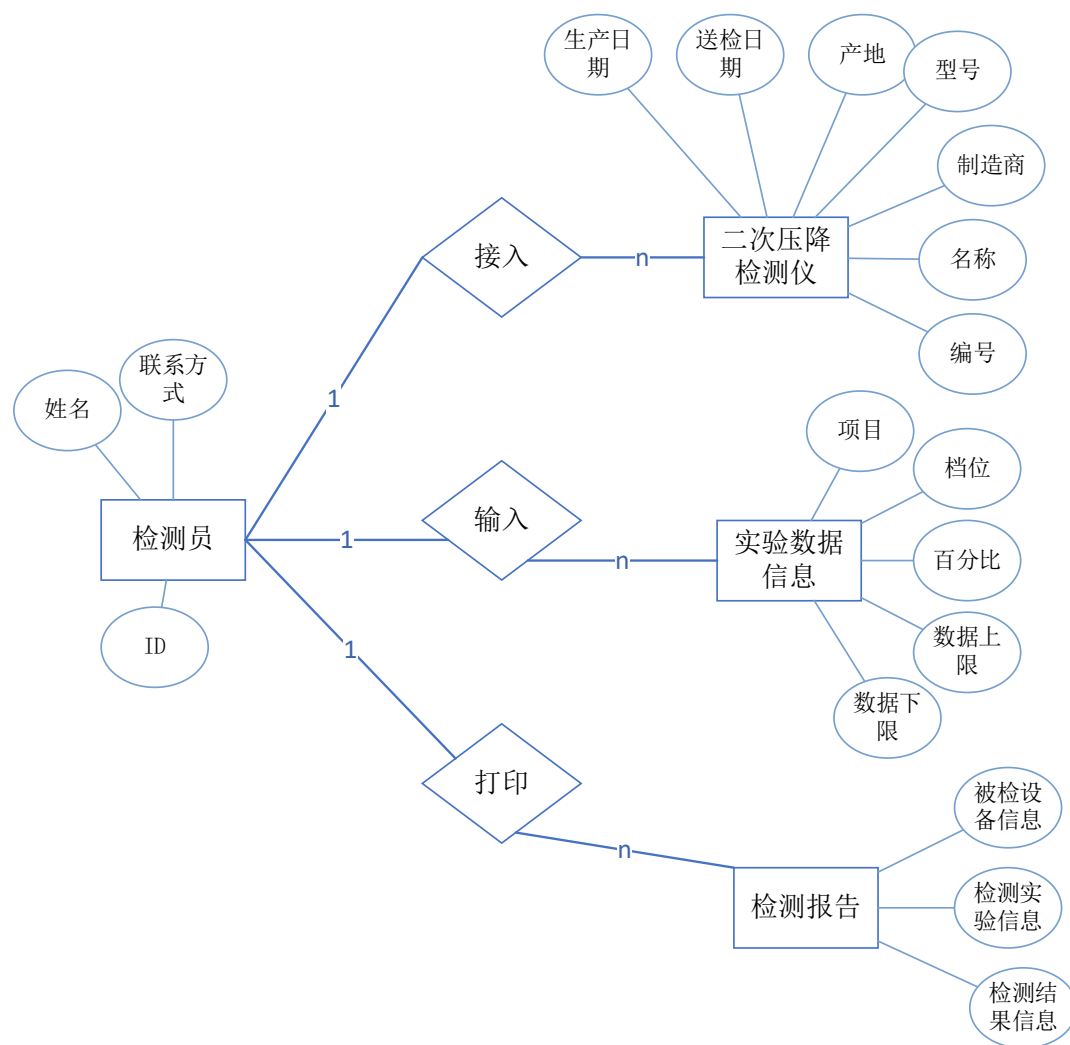 生产日
期
送检日
期
产地
型号
制造商
二次压降
检测仪
接入
n
名称
编号
联系方
式
姓名
1
项目
档位
检测员
1
输入
n
实验数据
信息
百分比
数据上
限
数据下
限
ID
1
打印
n
被检设
备信息
检测报告
检测实
验信息
检测结
果信息